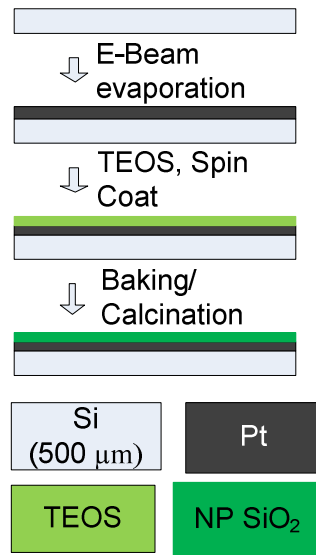 E-Beam
evaporation
TEOS, Spin
Coat
Baking/
Calcination
Si
(500 μm)
Pt
TEOS
NP SiO₂